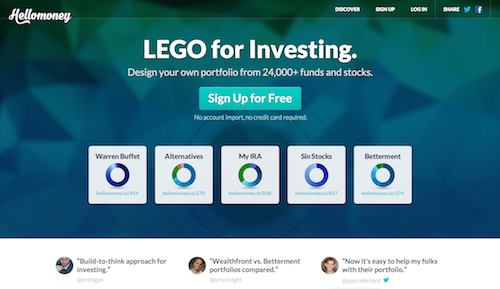 Hellomoney
DISCOVER SIGN UP LOG IN SHARE
LEGO for Investing.
Design your own portfolio from 24,000+ funds and stocks.
Sign Up for Free
No account import, no credit card required.
Warren Buffet
hellomoney.co/819
Alternatives
hellomoney.co/270
My IRA
hellomoney.co/838
Sin Stocks
hellomoney.co/817
Betterment
hellomoney.co/274
"Build-to-think approach for
investing."
@erdogan
"Wealthfront vs. Betterment
portfolios compared."
@umcknight
"Now it's easy to help my folks
with their portfolio."
@jasondemant